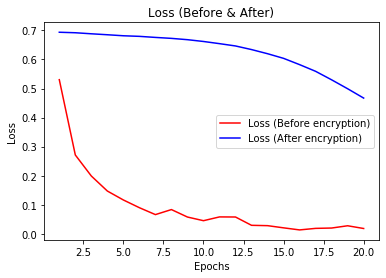 Loss (Before & After)
0.7
0.6
0.5
0.4
0.3
0.2
0.1
0.0
Loss
Loss (Before encryption)
Loss (After encryption)
2.5 5.0 7.5 10.0 12.5 15.0 17.5 20.0
Epochs